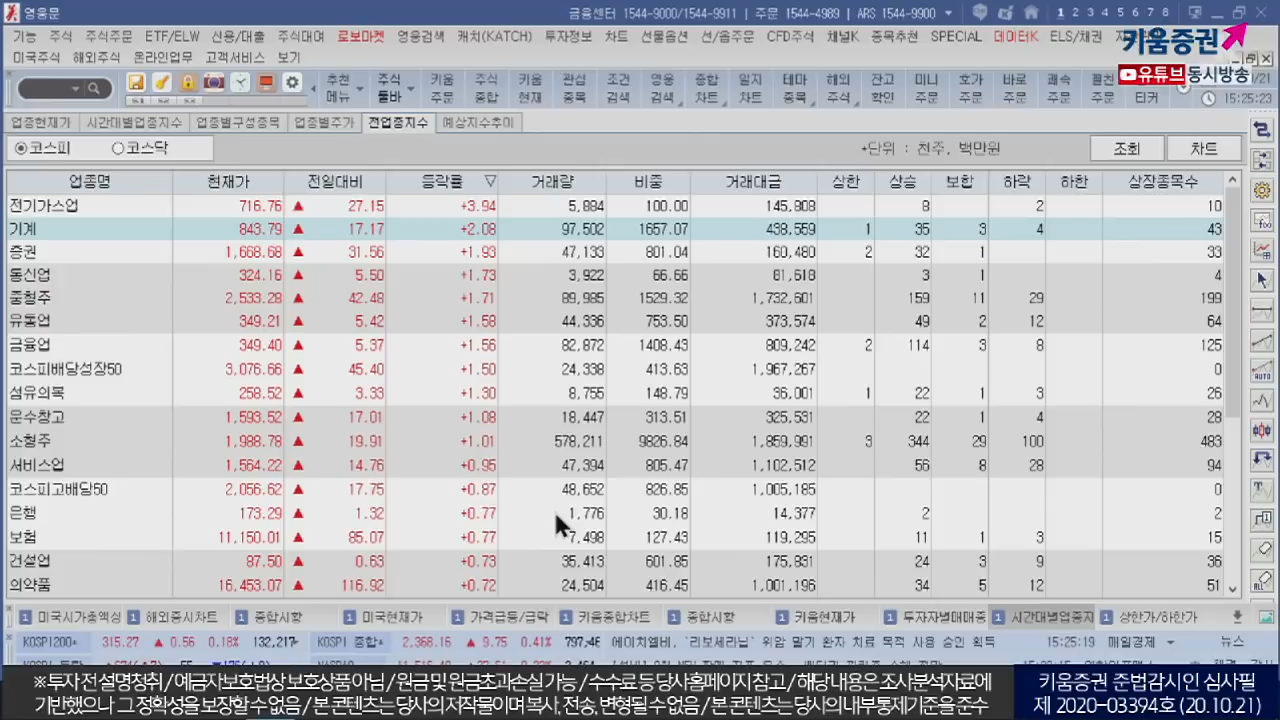 영웅문 금융센터 1544-9000/1544-9911 | 주문 1544-4989 | ARS 1544-9900 1 2 3 4 5 6 7 8
기능 주식 주식주문 ETF/ELW 신용/대출 주식대여 로보마켓 영웅검색 캐치(KATCH) 투자정보 차트 선물옵션 선/옵주문 CFD주식 채널K 종목추천 SPECIAL 데이터K ELS/채권
미국주식 해외주식 온라인업무 고객서비스 보기
키움증권
유튜브동시방송
추천 주식 키움 주식 키움 관심 조건 영웅 종합 일지 테마 해외 잔고 미니 호가 바로 쾌속
메뉴 툴바 주문 종합 현재 종목 검색 검색 차트 차트 종목 주식 확인 주문 주문 주문 주문 주문 티커
15:25:23
업종현재가 시간대별업종지수 업종별구성종목 업종별주가 전업종지수 예상지수추이
코스피 코스닥 +단위 : 천주, 백만원 조회 차트
업종명 현재가 전일대비 등락률 ▽ 거래량 비중 거래대금 상한 상승 보합 하락 하한 상장종목수
전기가스업 716.76 ▲ 27.15 +3.94 5,884 100.00 145,808 8 2 10
기계 843.79 ▲ 17.17 +2.08 97,502 1657.07 438,559 1 35 3 4 43
증권 1,668.68 ▲ 31.56 +1.93 47,133 801.04 160,480 2 32 1 33
통신업 324.16 ▲ 5.50 +1.73 3,922 66.66 81,618 3 1 4
중형주 2,533.28 ▲ 42.48 +1.71 89,985 1529.32 1,732,601 159 11 29 199
유통업 349.21 ▲ 5.42 +1.58 44,336 753.50 373,574 49 2 12 64
금융업 349.40 ▲ 5.37 +1.56 82,872 1408.43 809,242 2 114 3 8 125
코스피배당성장50 3,076.66 ▲ 45.40 +1.50 24,338 413.63 1,967,267 0
섬유의복 258.52 ▲ 3.33 +1.30 8,755 148.79 36,001 1 22 1 3 26
운수창고 1,593.52 ▲ 17.01 +1.08 18,447 313.51 325,531 22 1 4 28
소형주 1,988.78 ▲ 19.91 +1.01 578,211 9826.84 1,859,991 3 344 29 100 483
서비스업 1,564.22 ▲ 14.76 +0.95 47,394 805.47 1,102,512 56 8 28 94
코스피고배당50 2,056.62 ▲ 17.75 +0.87 48,652 826.85 1,005,185 0
은행 173.29 ▲ 1.32 +0.77 1,776 30.18 14,377 2 2
보험 11,150.01 ▲ 85.07 +0.77 7,498 127.43 119,295 11 1 3 15
건설업 87.50 ▲ 0.63 +0.73 35,413 601.85 175,831 24 3 9 36
의약품 16,453.07 ▲ 116.92 +0.72 24,504 416.45 1,001,196 34 5 12 51
1 미국시가총액상 1 해외증시차트 1 종합시황 1 미국현재가 1 가격급등/급락 1 키움종합차트 1 종합시황 1 키움현재가 1 투자자별매매종 1 시간대별업종지 1 상한가/하한가
KOSPI200 315.27 ▲ 0.56 0.18% 132,217 KOSPI 종합 2,368.16 ▲ 9.75 0.41% 797,46 에이치엘비, '리보세라닙' 위암 말기 환자 치료 목적 사용 승인 획득 15:25:19 매일경제 뉴스
※투자 전 설명청취 / 예금자보호법상 보호상품 아님 / 원금 및 원금초과손실 가능 / 수수료 등 당사홈페이지 참고 / 해당 내용은 조사분석자료에
기반했으나 그 정확성을 보장할 수 없음 / 본 콘텐츠는 당사의 저작물이며 복사, 전송, 변형될 수 없음 / 본 콘텐츠는 당사의 내부통제기준을 준수
키움증권 준법감시인 심사필
제 2020-03394호 (20.10.21)